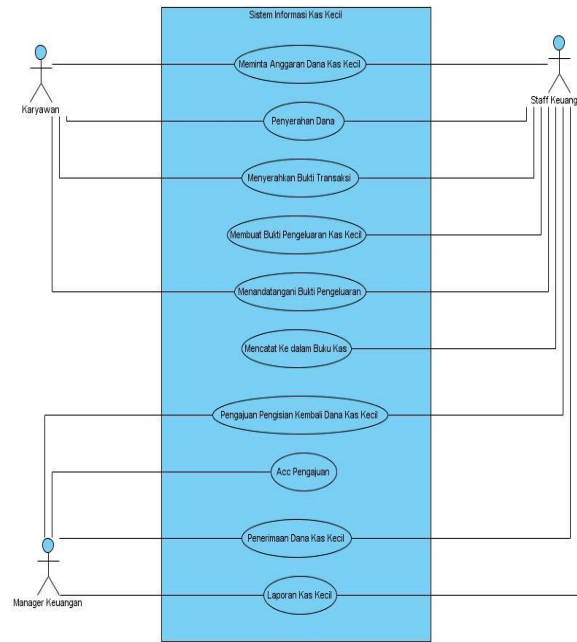 Sistem Informasi Kas Kecil
Meminta Anggaran Dana Kas Kecil
Karyawan
Staff Keuang
Penyerahan Dana
Menyerahkan Bukti Transaksi
Membuat Bukti Pengeluaran Kas Kecil
Menandatangani Bukti Pengeluaran
Mencatat Ke dalam Buku Kas
Pengajuan Pengisian Kembali Dana Kas Kecil
Acc Pengajuan
Penerimaan Dana Kas Kecil
Manager Keuangan
Laporan Kas Kecil